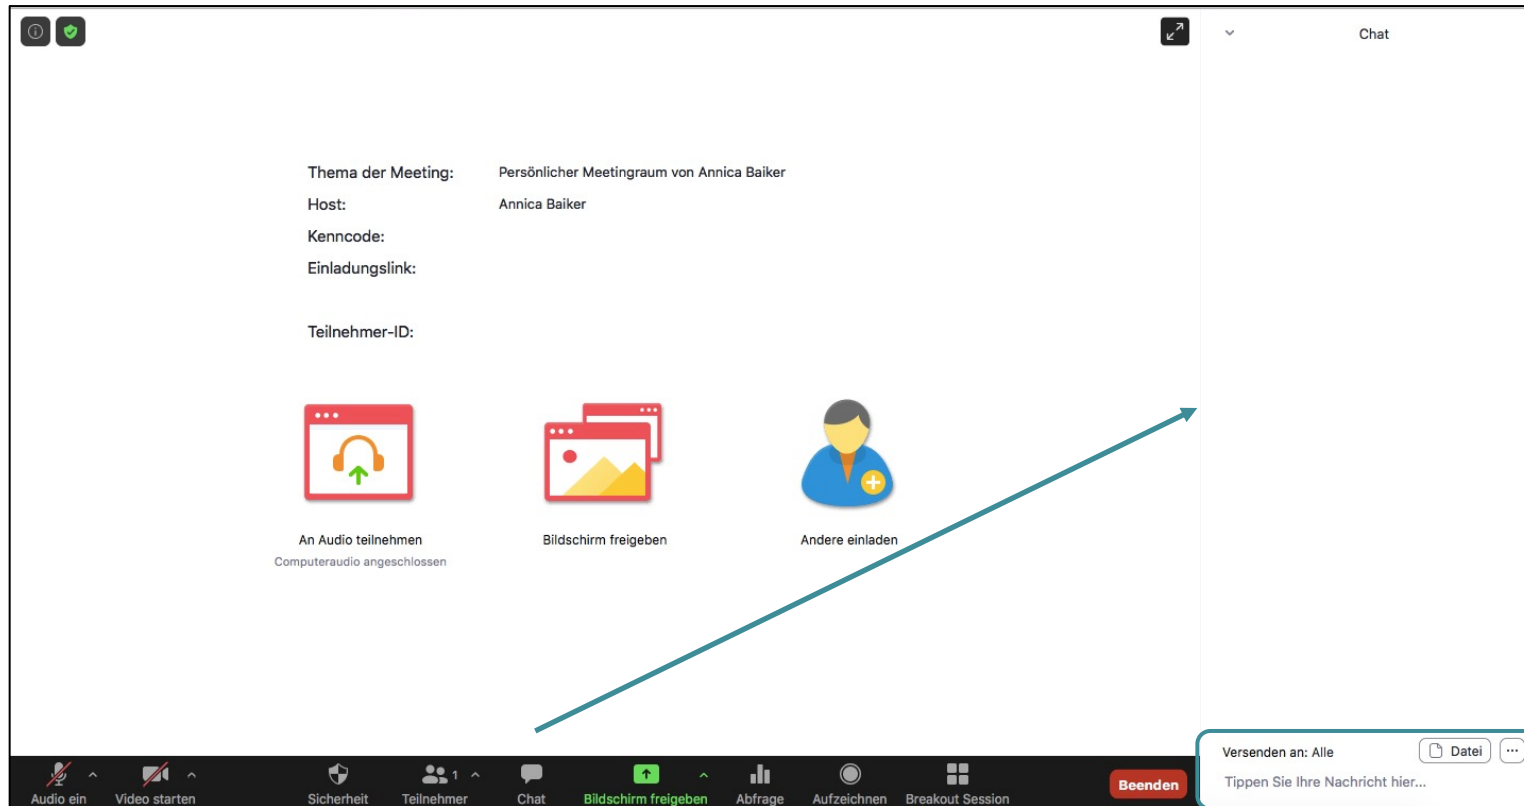 Chat
Thema der Meeting: Persönlicher Meetingraum von Annica Baiker
Host: Annica Baiker
Kenncode:
Einladungslink:
Teilnehmer-ID:
An Audio teilnehmen
Computeraudio angeschlossen
Bildschirm freigeben
Andere einladen
Versenden an: Alle
Datei
Tippen Sie Ihre Nachricht hier...
Audio ein
Video starten
Sicherheit
1
Teilnehmer
Chat
Bildschirm freigeben
Abfrage
Aufzeichnen
Breakout Session
Beenden